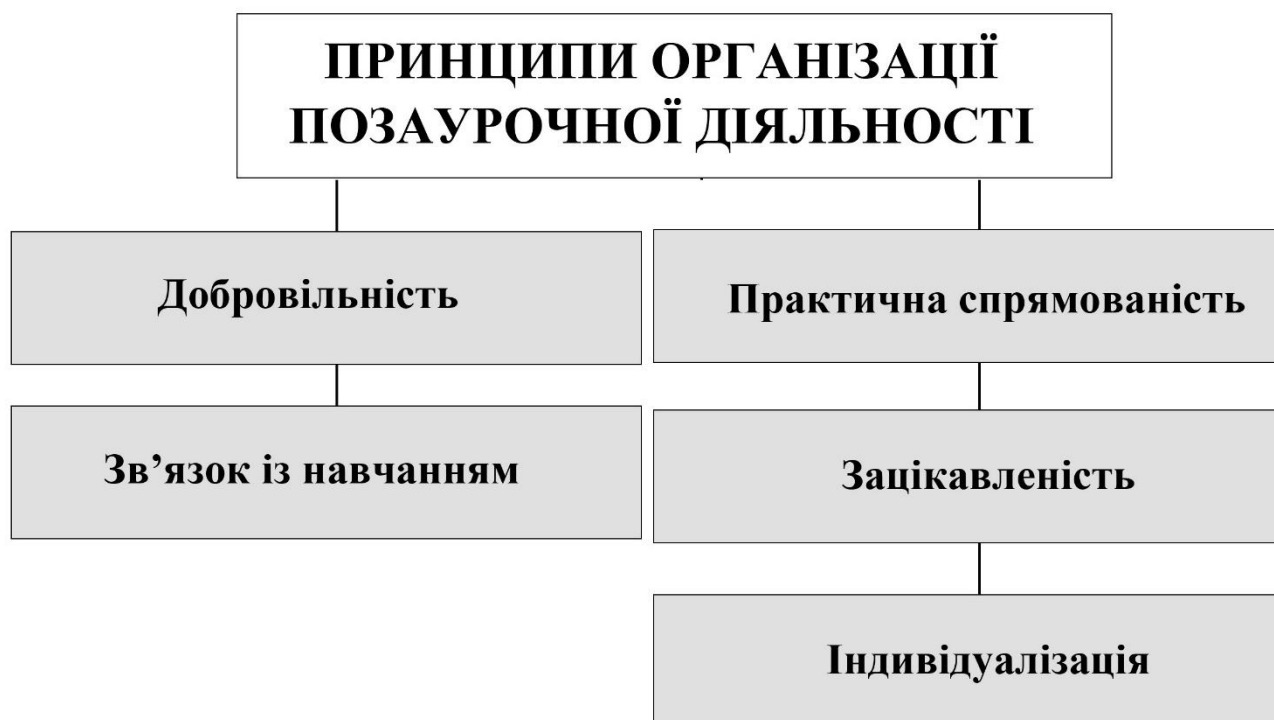 ПРИНЦИПИ ОРГАНІЗАЦІЇ
ПОЗАУРОЧНОЇ ДІЯЛЬНОСТІ
Добровільність
Зв’язок із навчанням
Практична спрямованість
Зацікавленість
Індивідуалізація